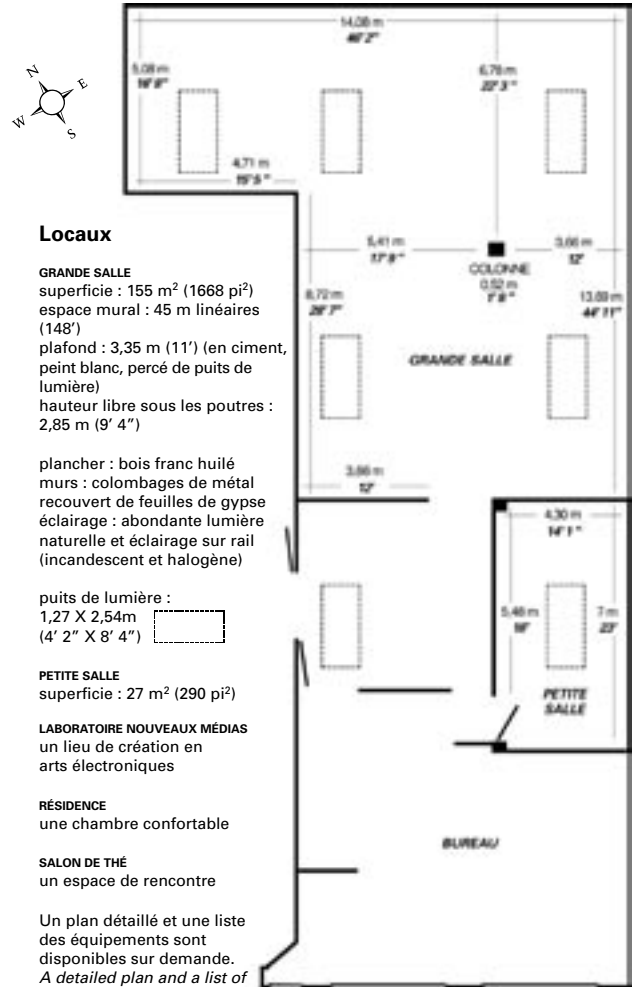 N
E
W
S
14,08 m
46' 2"
5,08 m
16' 8"
6,78 m
22' 3"
4,71 m
15' 5"
5,41 m
17' 9"
3,66 m
12'
COLONNE
0,52 m
1' 8"
8,72 m
28' 7"
13,69 m
44' 11"
GRANDE SALLE
3,66 m
12'
4,30 m
14' 1"
5,48 m
18'
7 m
23'
PETITE
SALLE
BUREAU
Locaux
GRANDE SALLE
superficie : 155 m² (1668 pi²)
espace mural : 45 m linéaires
(148’)
plafond : 3,35 m (11’) (en ciment,
peint blanc, percé de puits de
lumière)
hauteur libre sous les poutres :
2,85 m (9’ 4”)
plancher : bois franc huilé
murs : colombages de métal
recouvert de feuilles de gypse
éclairage : abondante lumière
naturelle et éclairage sur rail
(incandescent et halogène)
puits de lumière :
1,27 X 2,54m
(4’ 2” X 8’ 4”)
PETITE SALLE
superficie : 27 m² (290 pi²)
LABORATOIRE NOUVEAUX MÉDIAS
un lieu de création en
arts électroniques
RÉSIDENCE
une chambre confortable
SALON DE THÉ
un espace de rencontre
Un plan détaillé et une liste
des équipements sont
disponibles sur demande.
A detailed plan and a list of